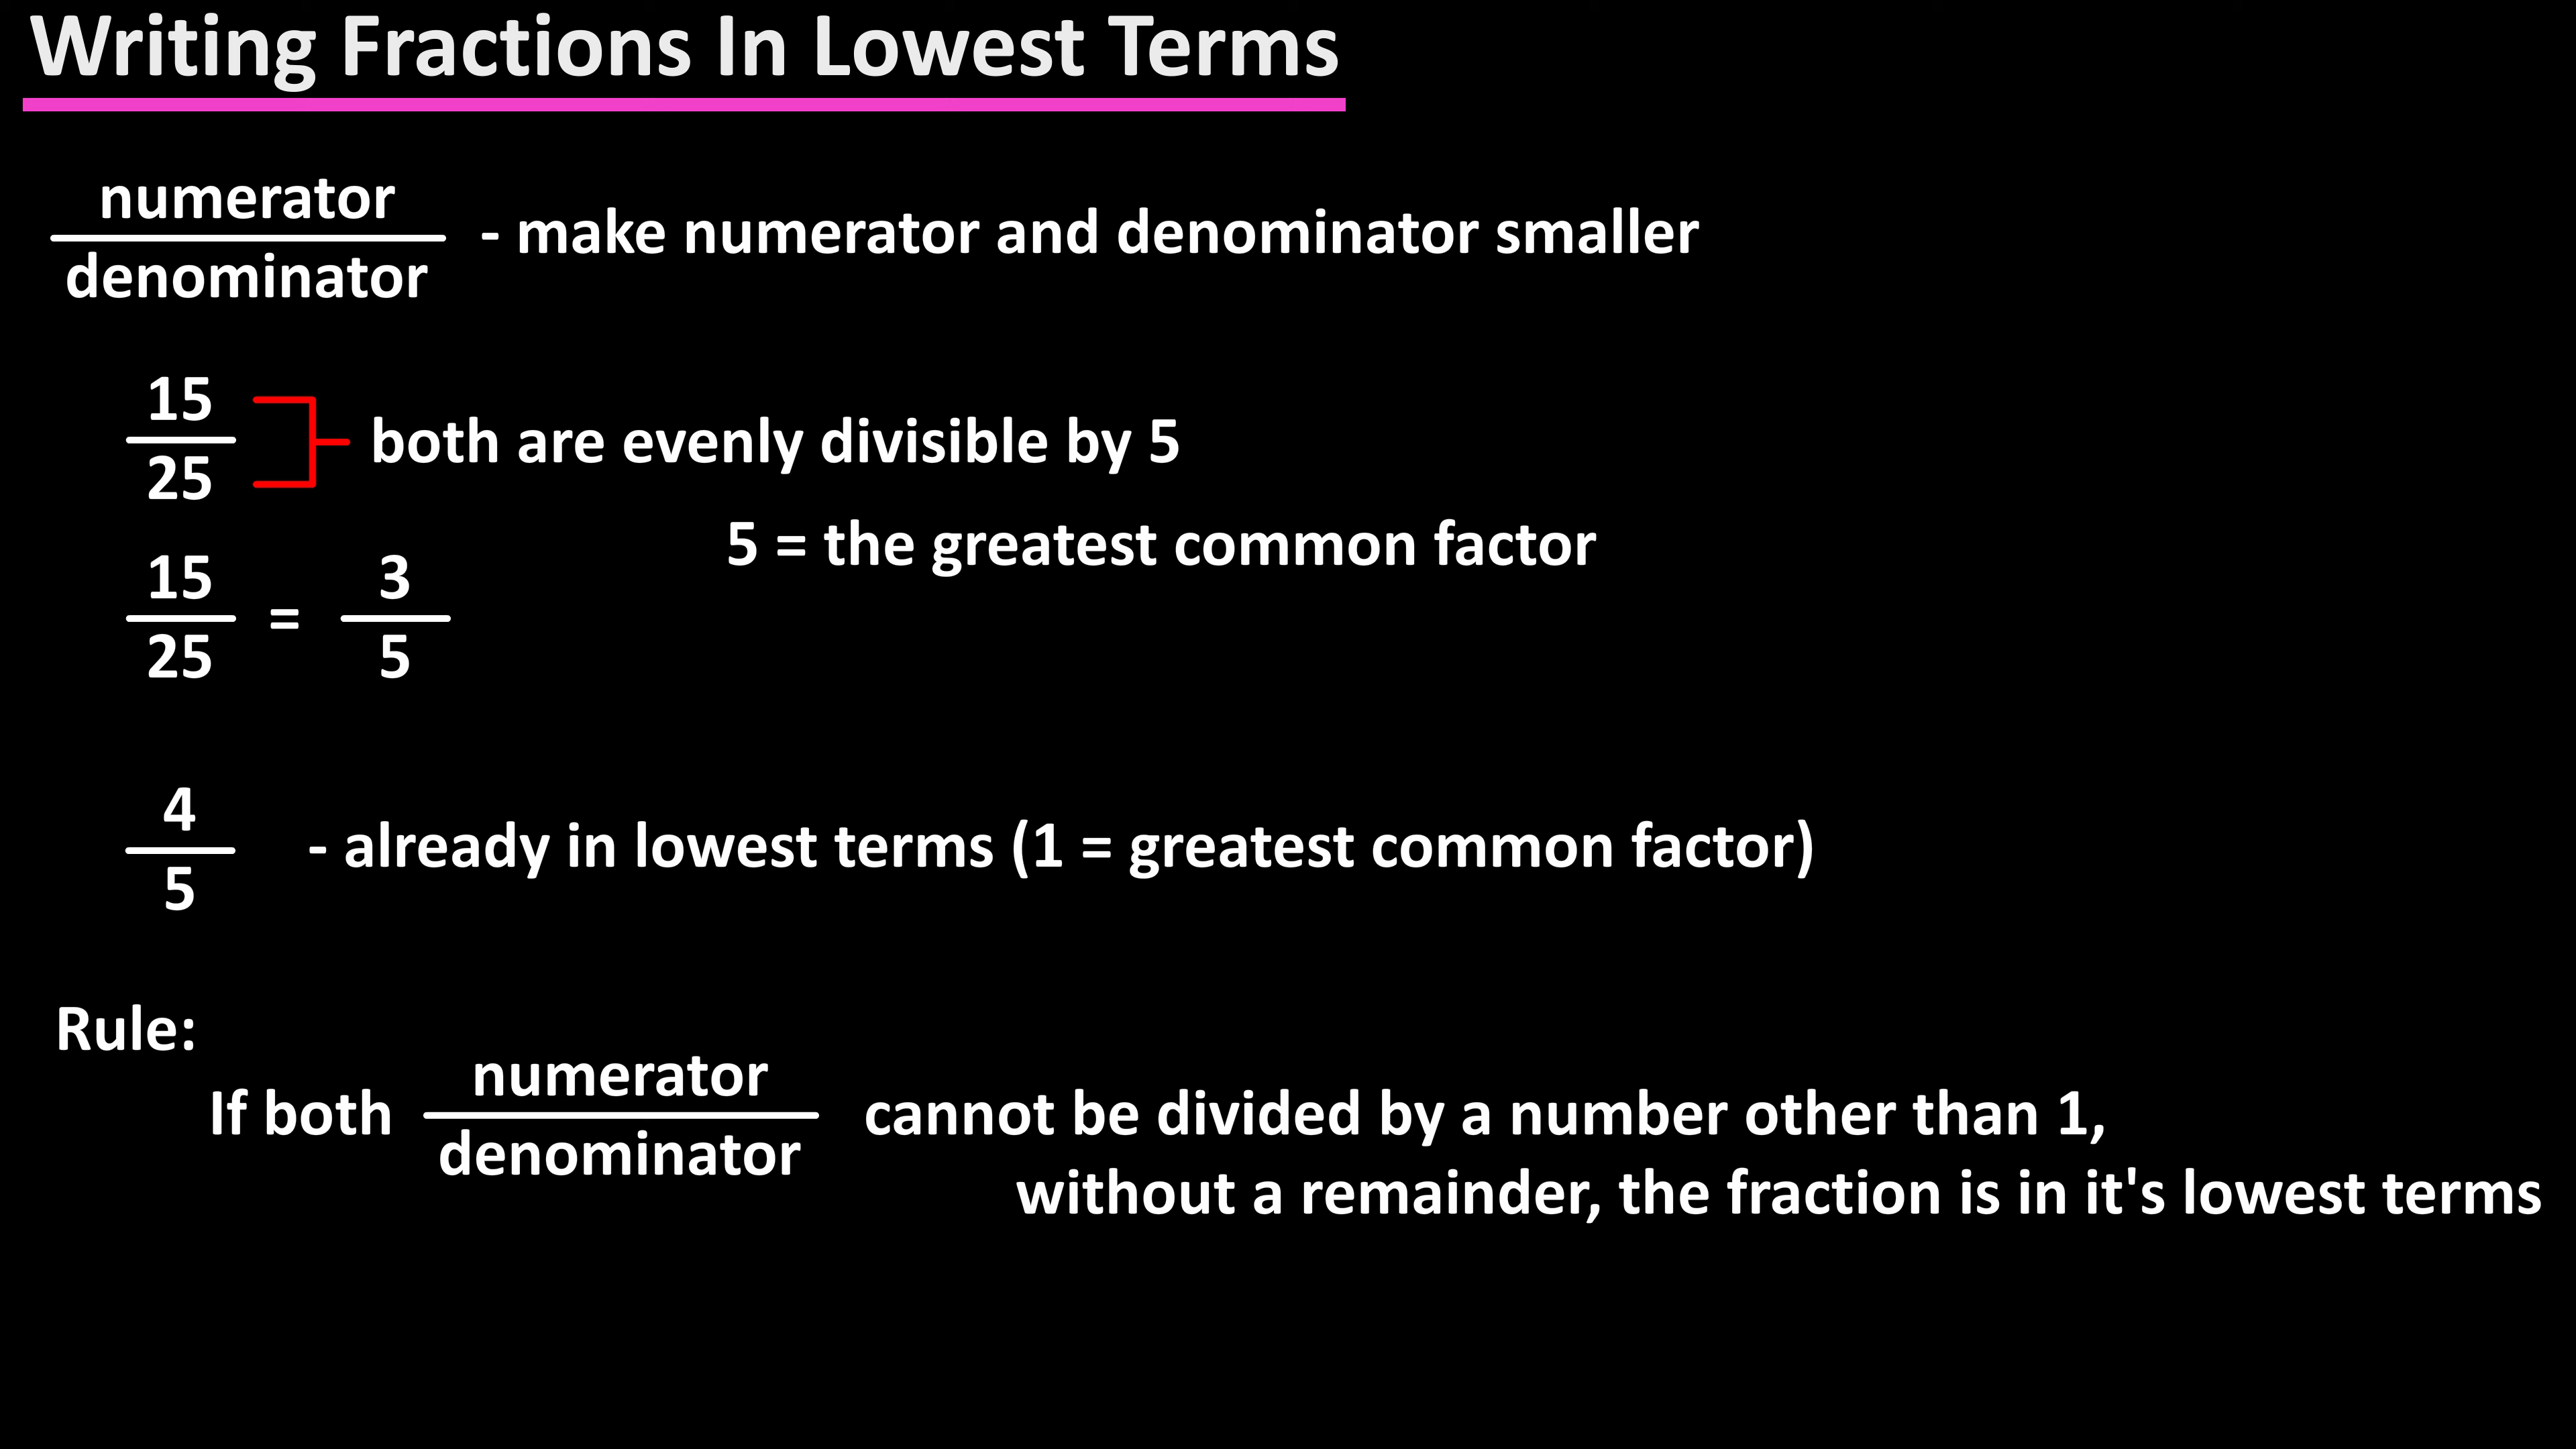 Writing Fractions In Lowest Terms
numerator
denominator
- make numerator and denominator smaller
15
25
both are evenly divisible by 5
5 = the greatest common factor
15
25
=
3
5
4
5
- already in lowest terms (1 = greatest common factor)
Rule:
If both
numerator
denominator
cannot be divided by a number other than 1,
without a remainder, the fraction is in it's lowest terms